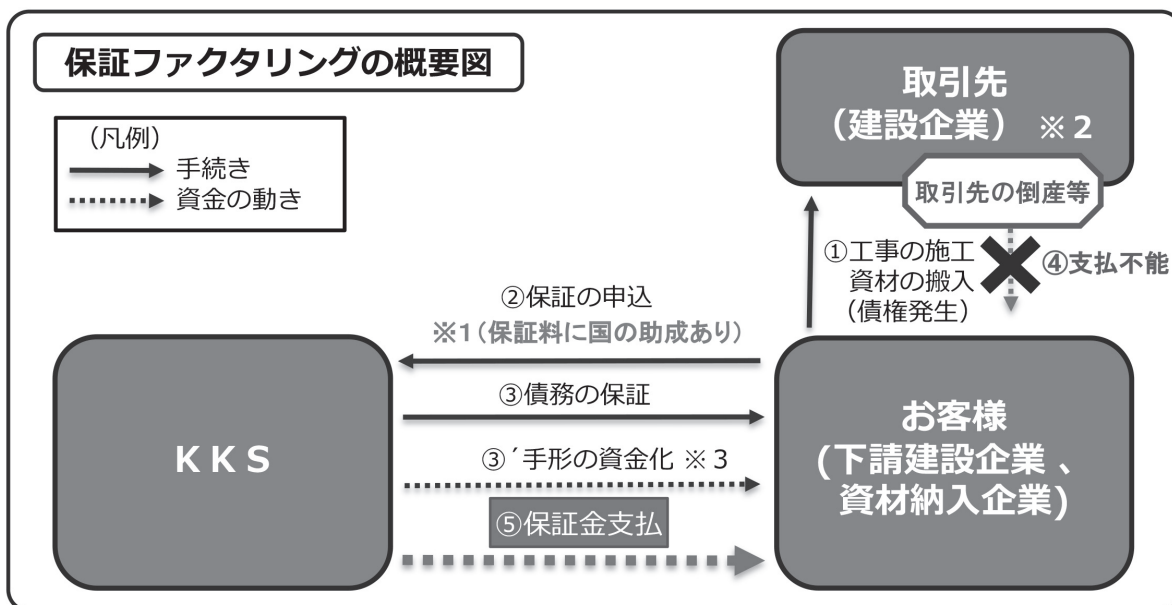 保証ファクタリングの概要図
(凡例)
手続き
資金の動き
取引先
(建設企業) ※2
取引先の倒産等
①工事の施工
資材の搬入
(債権発生)
④支払不能
②保証の申込
※1(保証料に国の助成あり)
③債務の保証
③´手形の資金化 ※3
⑤保証金支払
KKS
お客様
(下請建設企業、
資材納入企業)